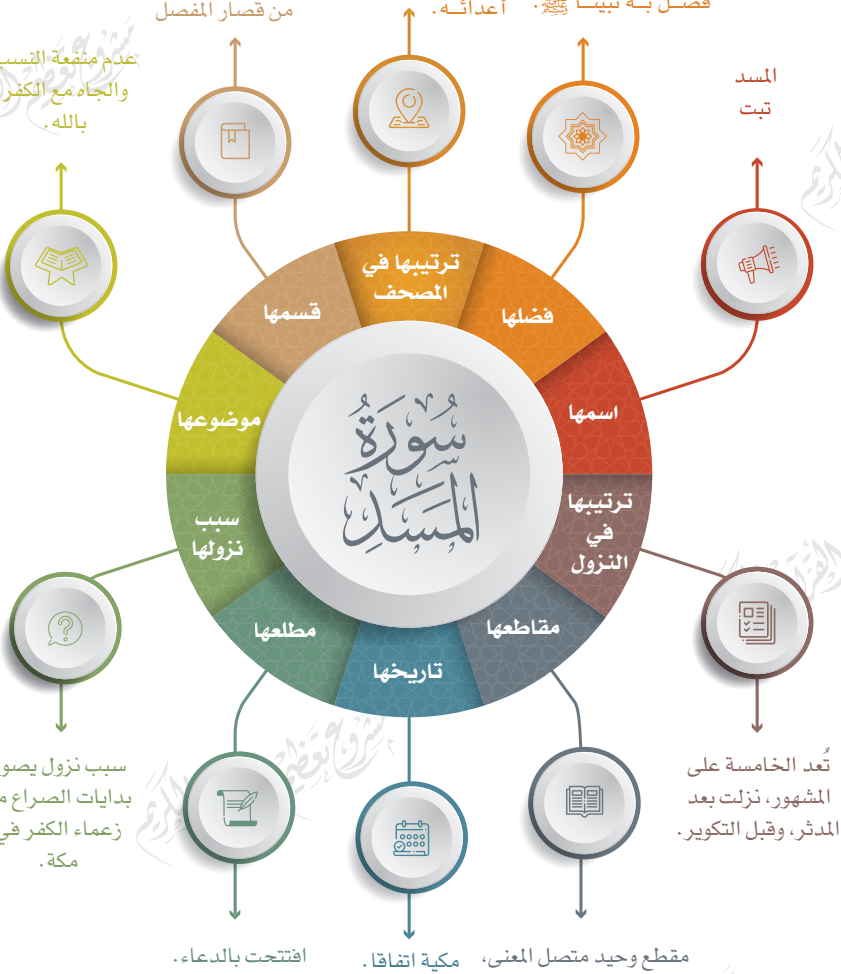 فضل به نبينا ﷺ.
أعدائه.
من قصار المفصل
المسد
تبت
عدم منفعة النسب
والجاه مع الكفر
بالله.
ترتيبها في
المصحف
فضلها
قسمها
اسمها
موضوعها
سُورَةُ
المَسَدِ
ترتيبها
في
النزول
سبب
نزولها
مقاطعها
مطلعها
تاريخها
تُعد الخامسة على
المشهور، نزلت بعد
المدثر، وقبل التكوير.
سبب نزول
بدايات الصراع
زعماء الكفر في
مكة.
مقطع وحيد متصل المعنى،
مكية اتفاقا.
افتتحت بالدعاء.